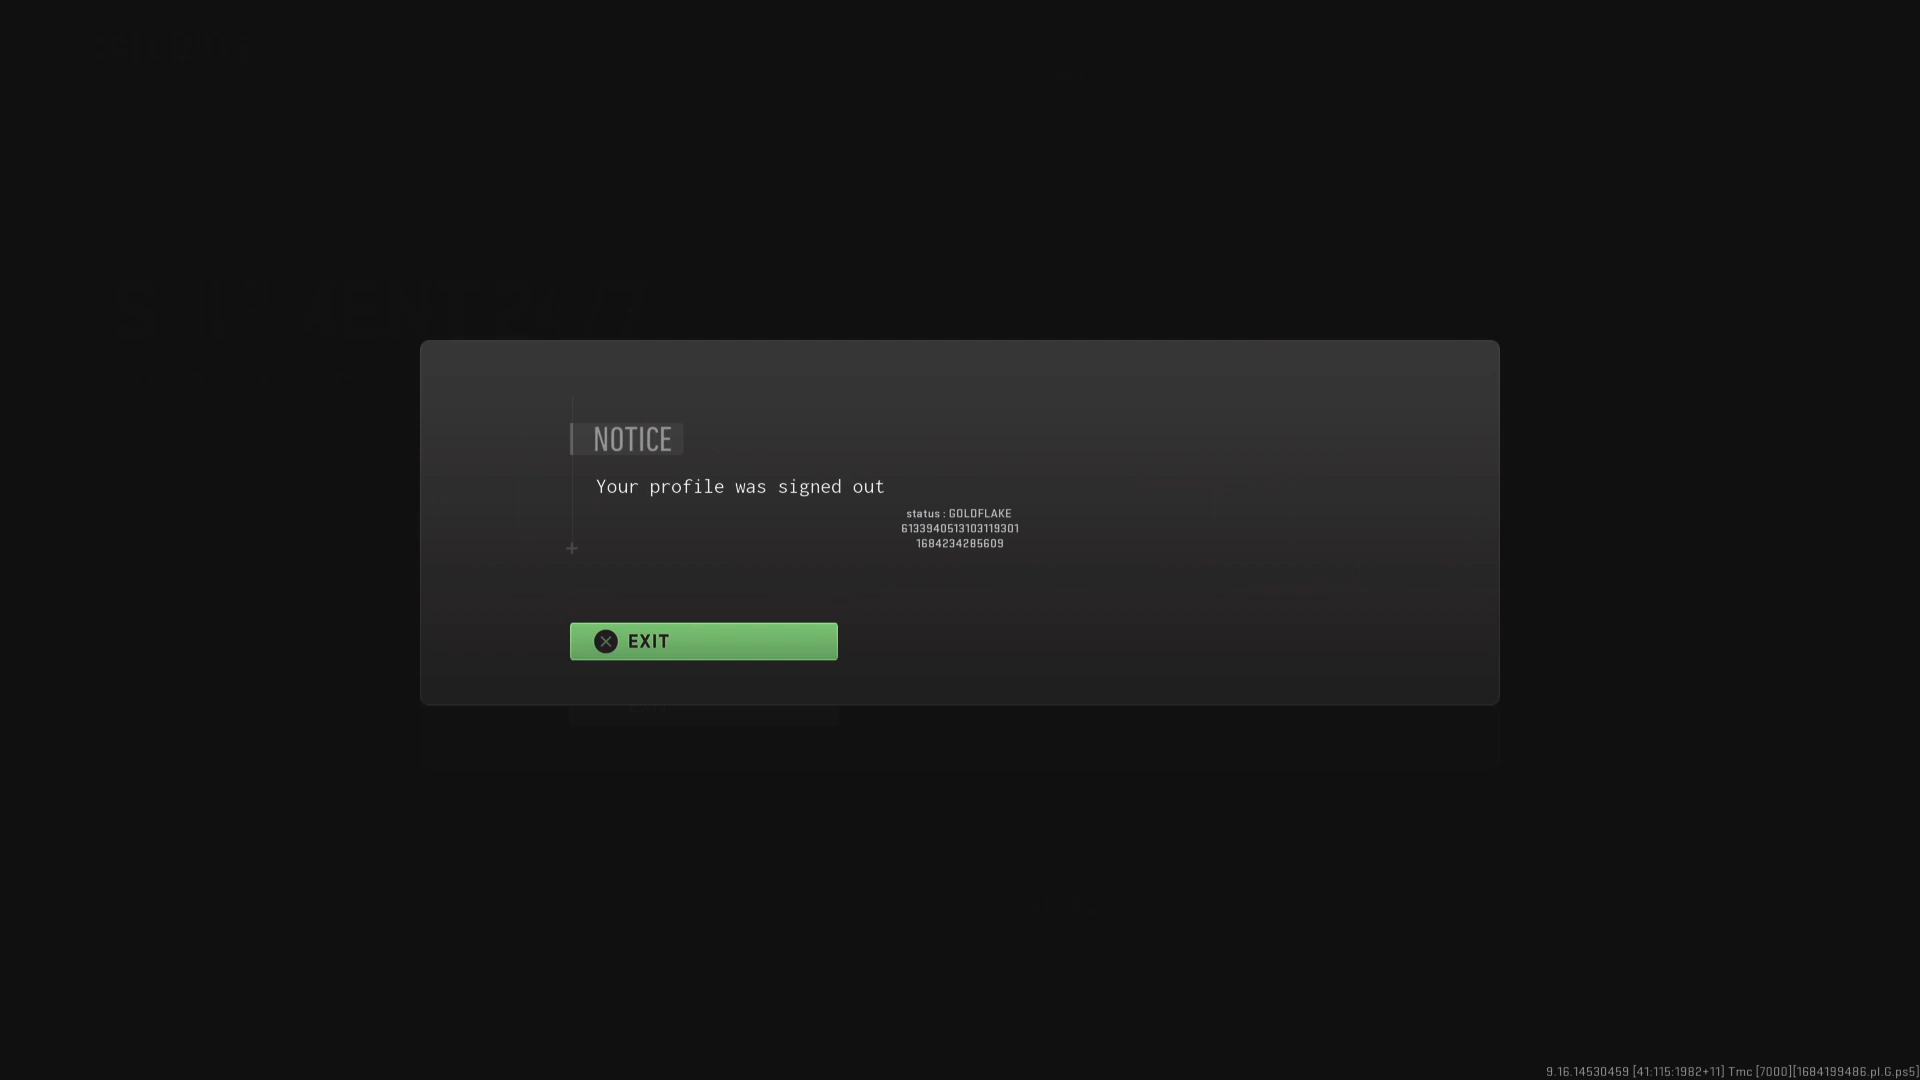 NOTICE
Your profile was signed out
status : GOLDFLAKE
6133940513103119301
1684234285609
EXIT
9.16.14530459 [41:115:1982+11] Tmc [7000][1684199486.pl.G.ps5]